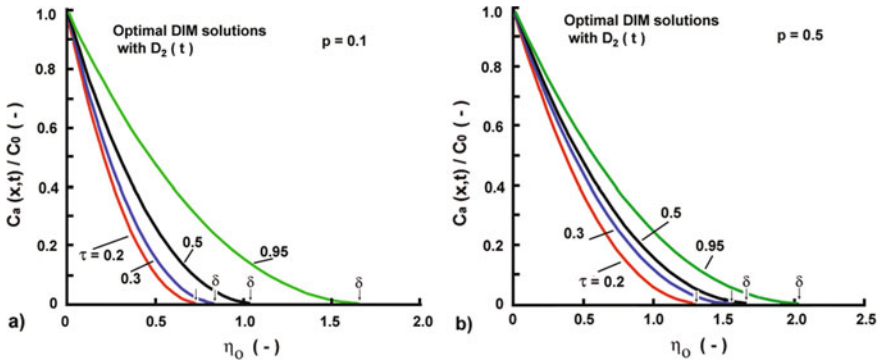 Optimal DIM solutions
with D₂ ( t )
p = 0.1
Cₐ (x,t) / C₀ ( - )
1.0
0.8
0.6
0.4
0.2
0
τ = 0.2
0.3
0.5
0.95
δ
δ
δ
0 0.5 1.0 1.5 2.0
a)
ηₒ ( - )
Optimal DIM solutions
with D₂ ( t )
p = 0.5
Cₐ (x,t) / C₀ ( - )
1.0
0.8
0.6
0.4
0.2
0
0.3
τ = 0.2
0.5
0.95
δ
δ
0 0.5 1.0 1.5 2.0 2.5
b)
ηₒ ( - )